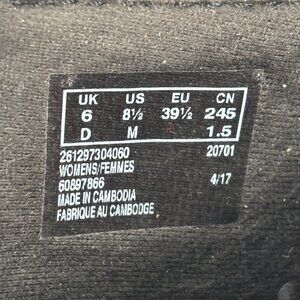 UK US EU CN
6 8½ 39½ 245
D M 1.5
261297304060 20701
WOMENS/FEMMES
60897866 4/17
MADE IN CAMBODIA
FABRIQUE AU CAMBODGE